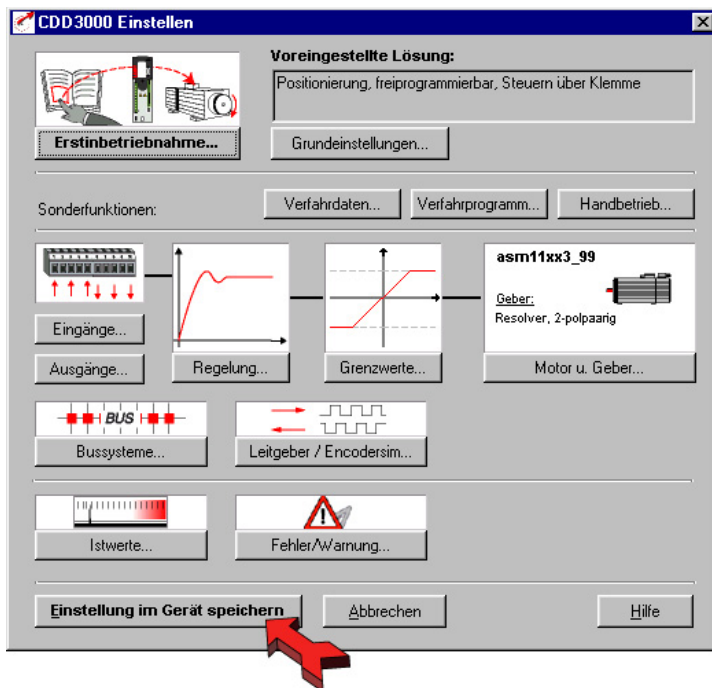 CDD3000 Einstellen
Voreingestellte Lösung:
Positionierung, freiprogrammierbar, Steuern über Klemme
Erstinbetriebnahme...
Grundeinstellungen...
Sonderfunktionen:
Verfahrdaten...
Verfahrprogramm...
Handbetrieb...
asm11xx3_99
Geber:
Resolver, 2-polpaarig
Eingänge...
Ausgänge...
Regelung...
Grenzwerte...
Motor u. Geber...
BUS
Bussysteme...
Leitgeber / Encodersim...
Istwerte...
Fehler/Warnung...
Einstellung im Gerät speichern
Abbrechen
Hilfe